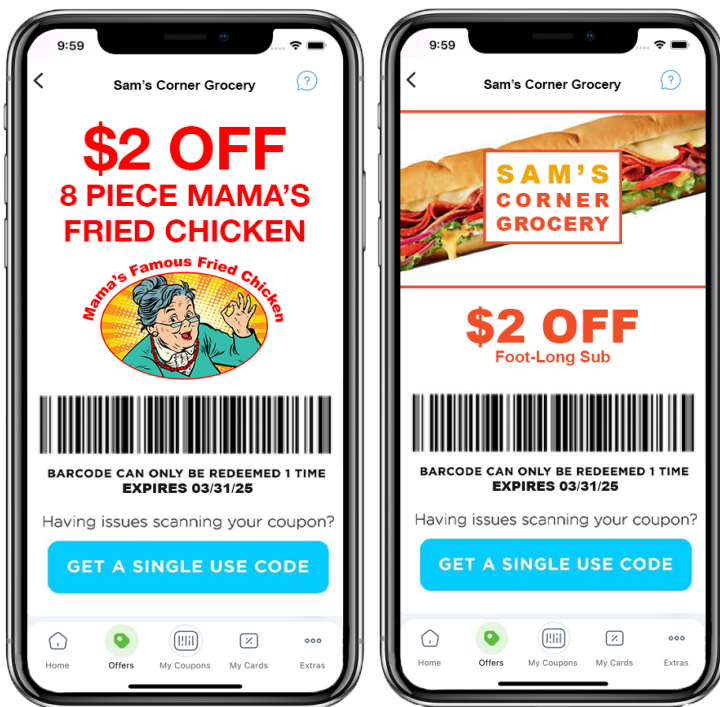 9:59
Sam's Corner Grocery
?
$2 OFF
8 PIECE MAMA'S
FRIED CHICKEN
Mama's Famous Fried Chicken
BARCODE CAN ONLY BE REDEEMED 1 TIME
EXPIRES 03/31/25
Having issues scanning your coupon?
GET A SINGLE USE CODE
Home
Offers
My Coupons
My Cards
Extras
9:59
Sam's Corner Grocery
?
SAM'S
CORNER
GROCERY
$2 OFF
Foot-Long Sub
BARCODE CAN ONLY BE REDEEMED 1 TIME
EXPIRES 03/31/25
Having issues scanning your coupon?
GET A SINGLE USE CODE
Home
Offers
My Coupons
My Cards
Extras